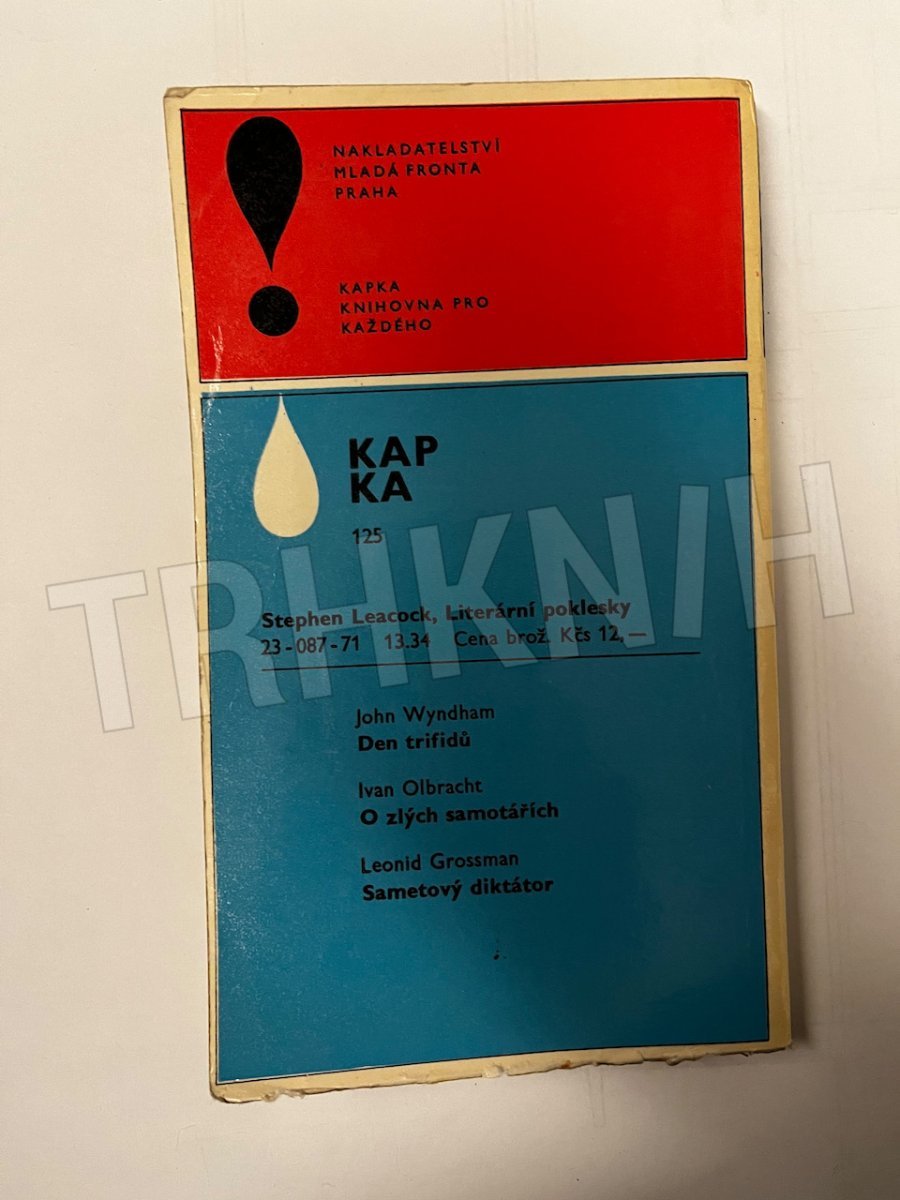 NAKLADATELSTVÍ
MLADÁ FRONTA
PRAHA
KAPKA
KNIHOVNA PRO
KAŽDÉHO
KAP
KA
125
TRHKNIH
Stephen Leacock, Literární poklesky
23-087-71 13.34 Cena brož. Kčs 12,—
John Wyndham
Den trifidů
Ivan Olbracht
O zlých samotářích
Leonid Grossman
Sametový diktátor